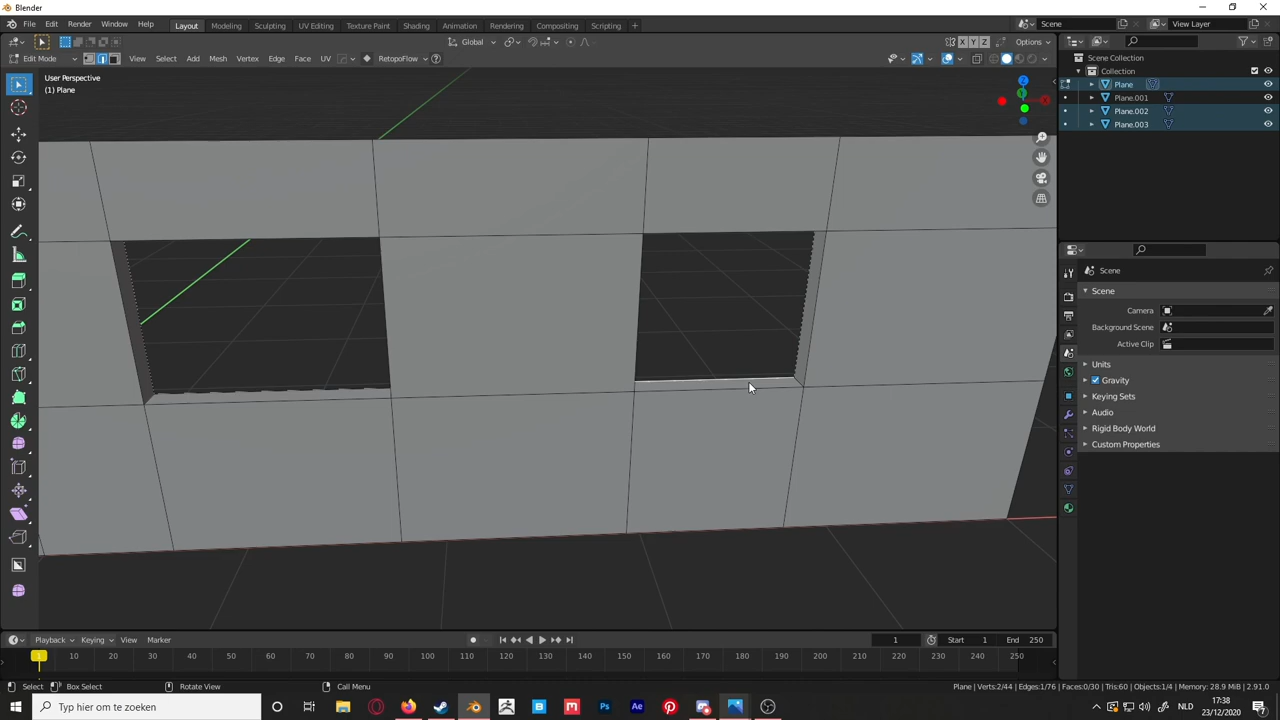 Blender
File Edit Render Window Help Layout Modeling Sculpting UV Editing Texture Paint Shading Animation Rendering Compositing Scripting + Scene View Layer
Global X Y Z Options
Edit Mode View Select Add Mesh Vertex Edge Face UV RetopoFlow
User Perspective
(1) Plane
Scene Collection
Collection
Plane
Plane.001
Plane.002
Plane.003
Z
Scene
Scene
Camera
Background Scene
Active Clip
Units
Gravity
Keying Sets
Audio
Rigid Body World
Custom Properties
Playback Keying View Marker 1 Start 1 End 250
1 10 20 30 40 50 60 70 80 90 100 110 120 130 140 150 160 170 180 190 200 210 220 230 240 250
Select Box Select Rotate View Call Menu Plane | Verts:2/44 | Edges:1/76 | Faces:0/30 | Tris:60 | Objects:1/4 | Memory: 28.9 MiB | 2.91.0
Typ hier om te zoeken Ps Ae NLD 17:38
23/12/2020